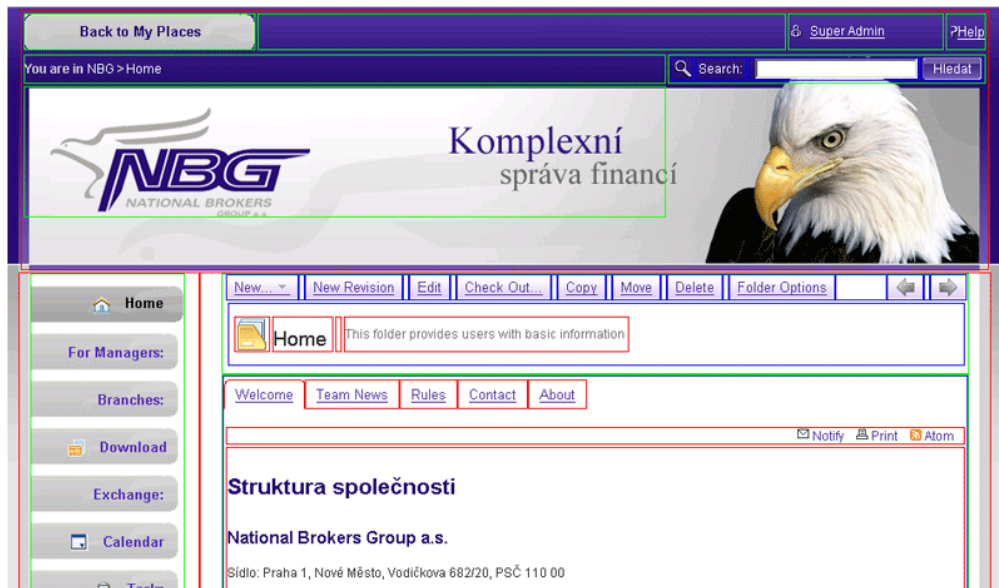 Back to My Places
Super Admin
?Help
You are in NBG > Home
Search:
Hledat
NBG
NATIONAL BROKERS
GROUP a.s.
Komplexní
správa financí
New...
New Revision
Edit
Check Out...
Copy
Move
Delete
Folder Options
Home
This folder provides users with basic information
Home
For Managers:
Branches:
Download
Exchange:
Calendar
Tasks
Welcome
Team News
Rules
Contact
About
Notify
Print
Atom
Struktura společnosti
National Brokers Group a.s.
Sídlo: Praha 1, Nové Město, Vodičkova 682/20, PSČ 110 00